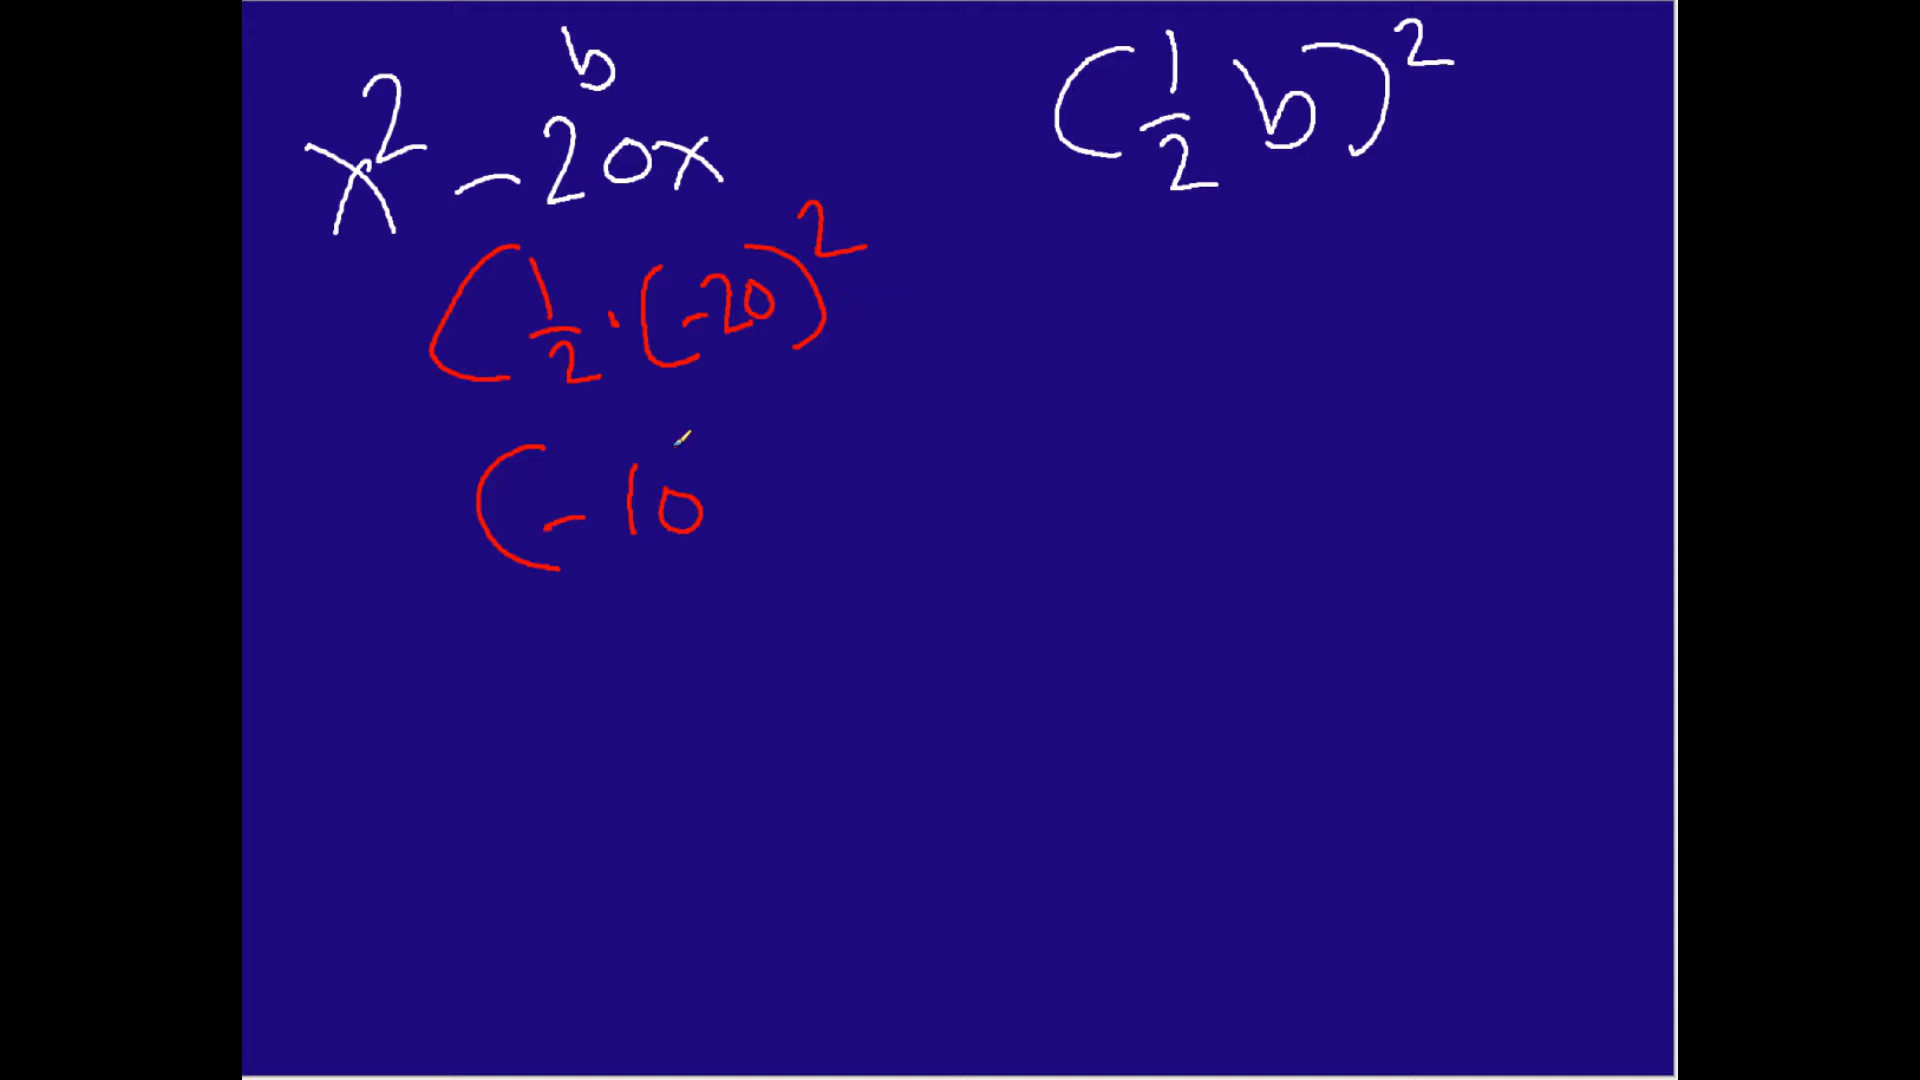 b
x² - 20x
(1/2 b)²
(1/2 · (-20)²
(-10